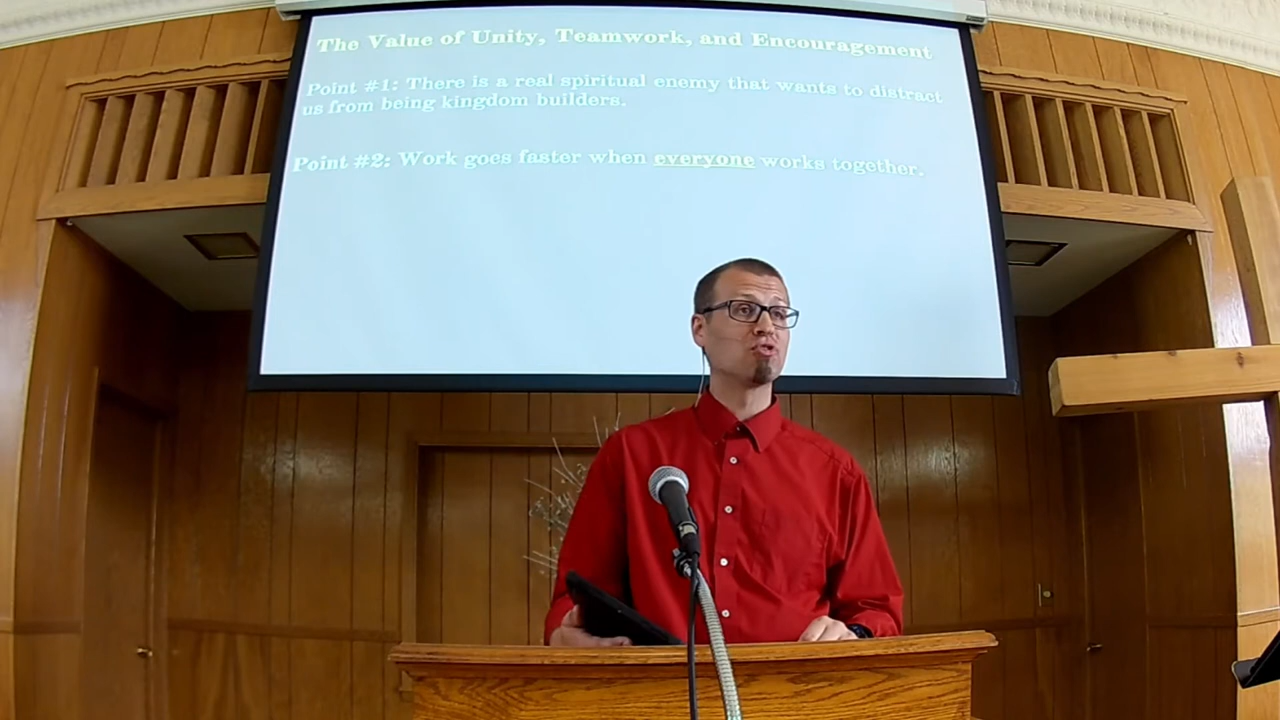 The Value of Unity, Teamwork, and Encouragement
Point #1: There is a real spiritual enemy that wants to distract
us from being kingdom builders.
Point #2: Work goes faster when everyone works together.